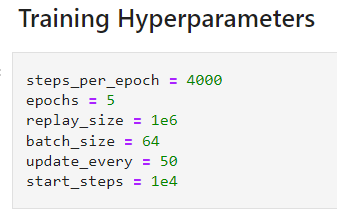 Training Hyperparameters
steps_per_epoch = 4000
epochs = 5
replay_size = 1e6
batch_size = 64
update_every = 50
start_steps = 1e4